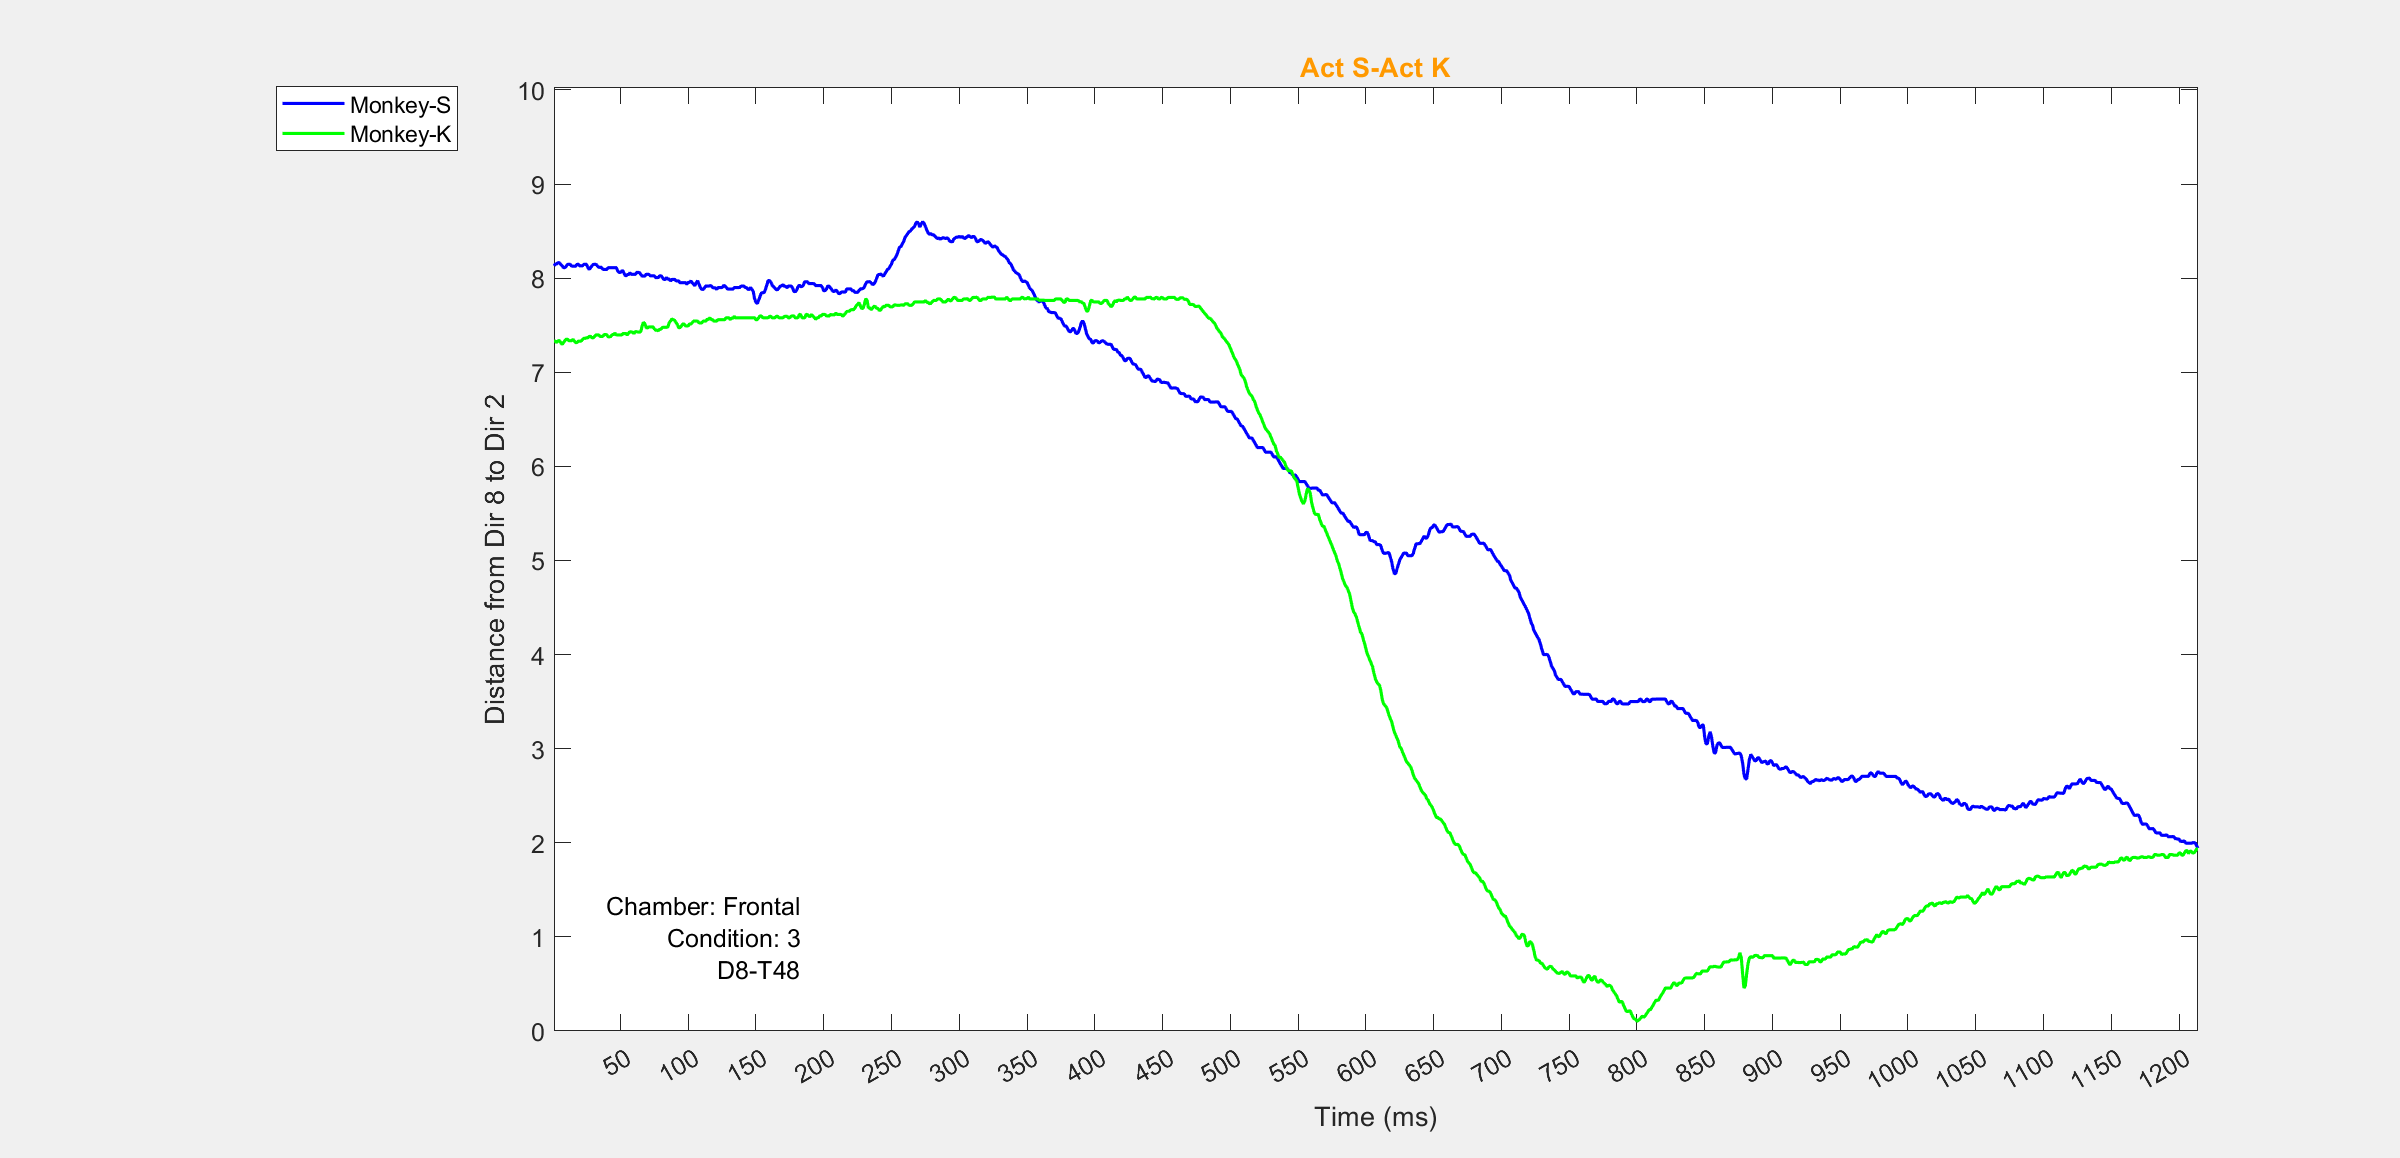 Act S-Act K
Monkey-S
Monkey-K
Distance from Dir 8 to Dir 2
10
9
8
7
6
5
4
3
2
1
0
Chamber: Frontal
Condition: 3
D8-T48
50 100 150 200 250 300 350 400 450 500 550 600 650 700 750 800 850 900 950 1000 1050 1100 1150 1200
Time (ms)